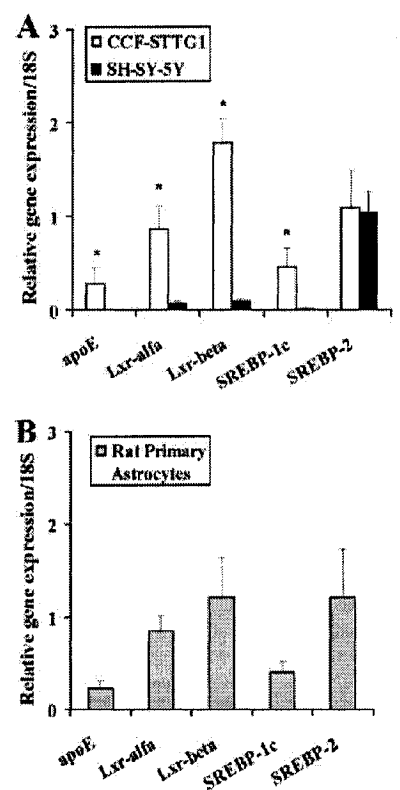 A
3
CCF-STTG1
SH-SY-5Y
*
2
*
1
*
*
0
Relative gene expression/18S
apoE
Lxr-alfa
Lxr-beta
SREBP-1c
SREBP-2
B
3
Rat Primary
Astrocytes
2
1
0
Relative gene expression/18S
apoE
Lxr-alfa
Lxr-beta
SREBP-1c
SREBP-2